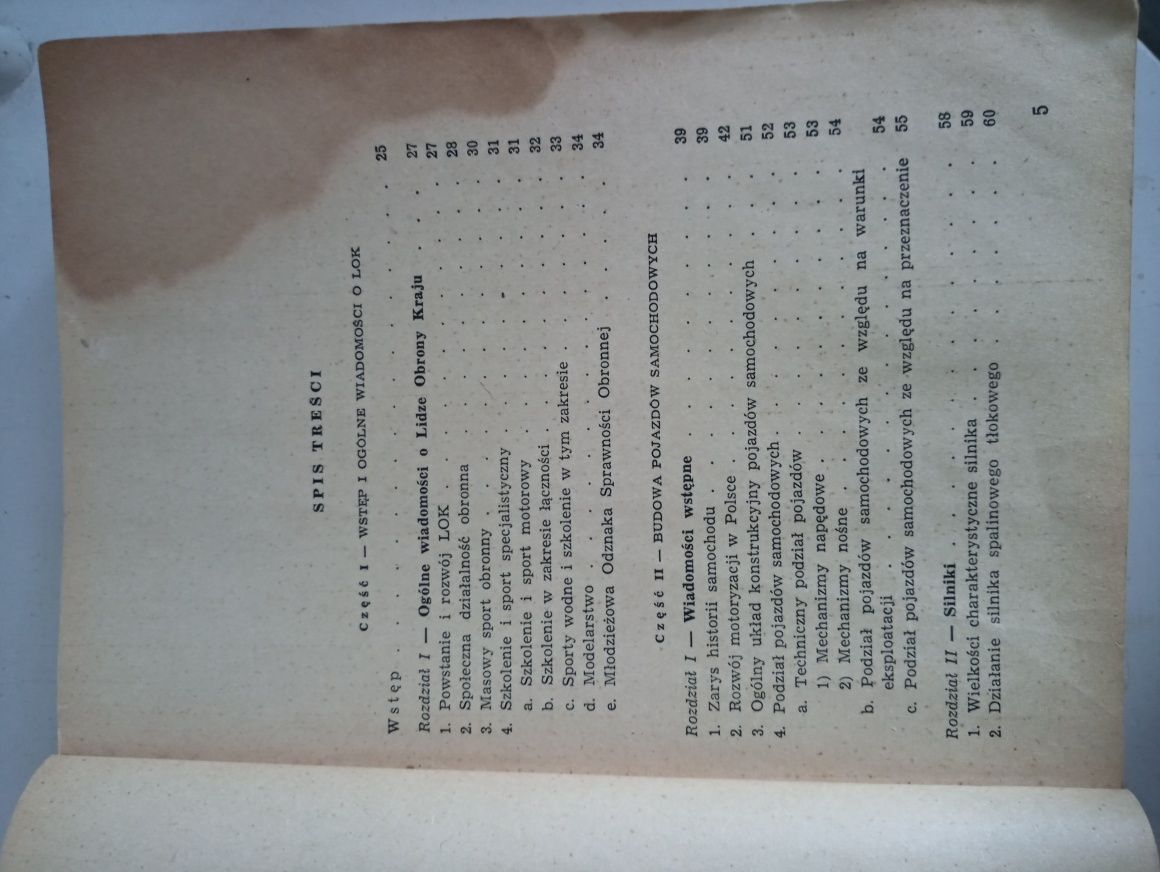 SPIS TREŚCI
Część I — WSTĘP I OGÓLNE WIADOMOŚCI O LOK
Wstęp . . . . . . . . . . . . 25
Rozdział I — Ogólne wiadomości o Lidze Obrony Kraju . . . 27
1. Powstanie i rozwój LOK . . . . . . . . . 27
2. Społeczna działalność obronna . . . . . . . . 28
3. Masowy sport obronny . . . . . . . . . 30
4. Szkolenie i sport specjalistyczny . . . . . . . 31
a. Szkolenie i sport motorowy . . . . . . . 31
b. Szkolenie w zakresie łączności . . . . . . . 32
c. Sporty wodne i szkolenie w tym zakresie . . . . . 33
d. Modelarstwo . . . . . . . . . . 34
e. Młodzieżowa Odznaka Sprawności Obronnej . . . . 34
Część II — BUDOWA POJAZDÓW SAMOCHODOWYCH
Rozdział I — Wiadomości wstępne . . . . . . . 39
1. Zarys historii samochodu . . . . . . . . 39
2. Rozwój motoryzacji w Polsce . . . . . . . . 42
3. Ogólny układ konstrukcyjny pojazdów samochodowych . . . 51
4. Podział pojazdów samochodowych . . . . . . . 52
a. Techniczny podział pojazdów . . . . . . . 53
1) Mechanizmy napędowe . . . . . . . . 53
2) Mechanizmy nośne . . . . . . . . . 54
b. Podział pojazdów samochodowych ze względu na warunki
eksploatacji . . . . . . . . . . 54
c. Podział pojazdów samochodowych ze względu na przeznaczenie 55
Rozdział II — Silniki . . . . . . . . . . 58
1. Wielkości charakterystyczne silnika . . . . . . . 59
2. Działanie silnika spalinowego tłokowego . . . . . . 60
5